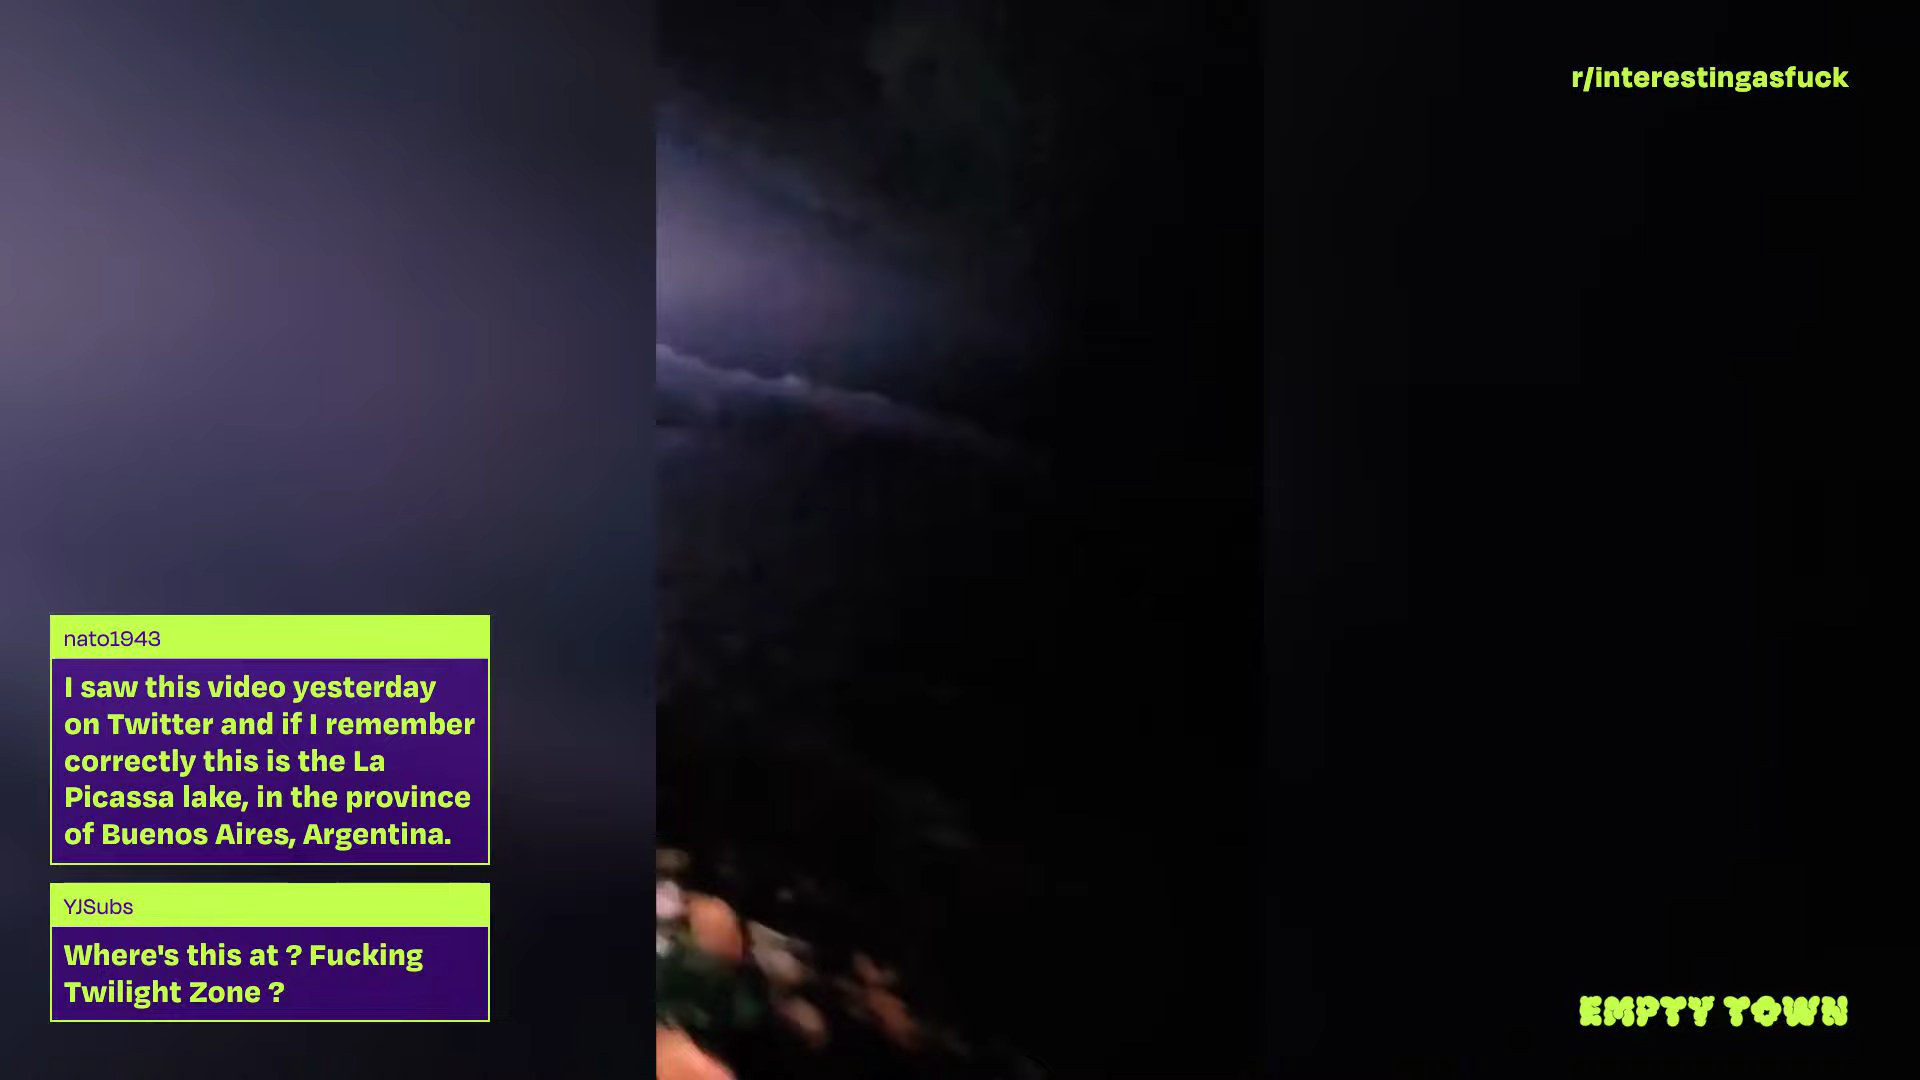 r/interestingasfuck
nato1943
I saw this video yesterday
on Twitter and if I remember
correctly this is the La
Picassa lake, in the province
of Buenos Aires, Argentina.
YJSubs
Where's this at ? Fucking
Twilight Zone ?
EMPTY TOWN